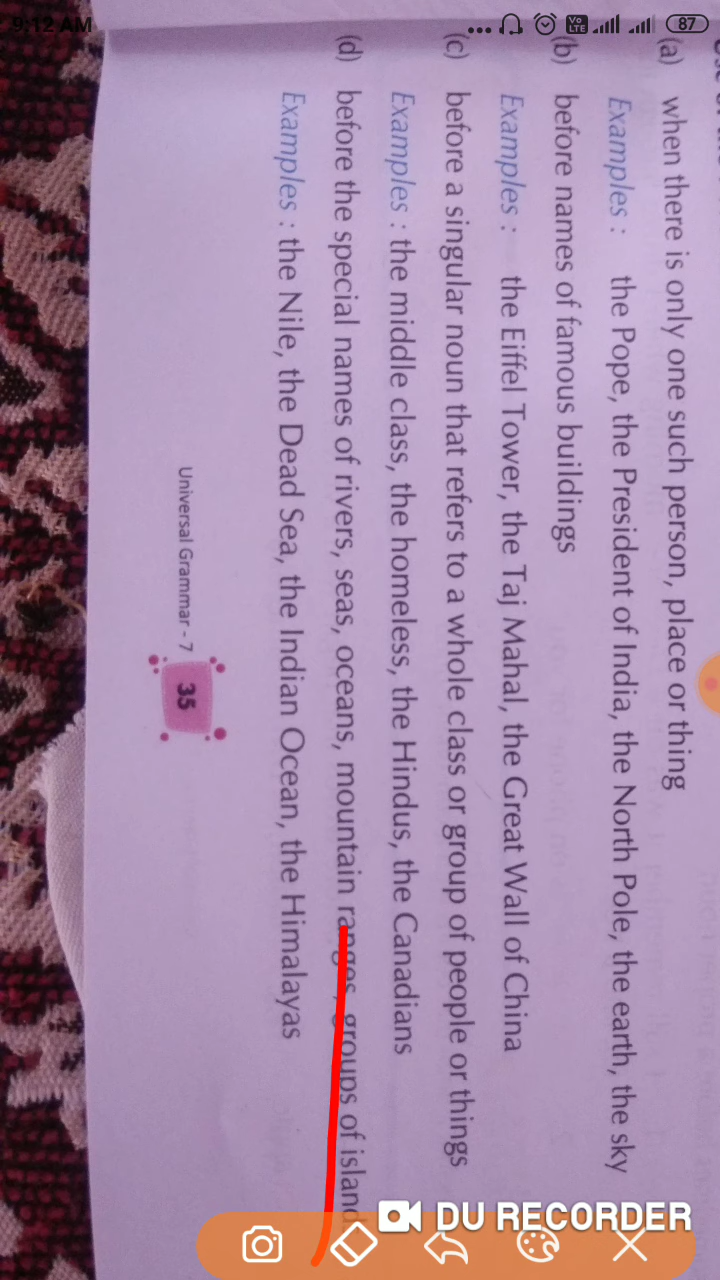 9:12 AM
Vo LTE
87
(a) when there is only one such person, place or thing
Examples : the Pope, the President of India, the North Pole, the earth, the sky
(b) before names of famous buildings
Examples : the Eiffel Tower, the Taj Mahal, the Great Wall of China
(c) before a singular noun that refers to a whole class or group of people or things
Examples : the middle class, the homeless, the Hindus, the Canadians
(d) before the special names of rivers, seas, oceans, mountain ranges, groups of island
Examples : the Nile, the Dead Sea, the Indian Ocean, the Himalayas
Universal Grammar - 7 35
DU RECORDER